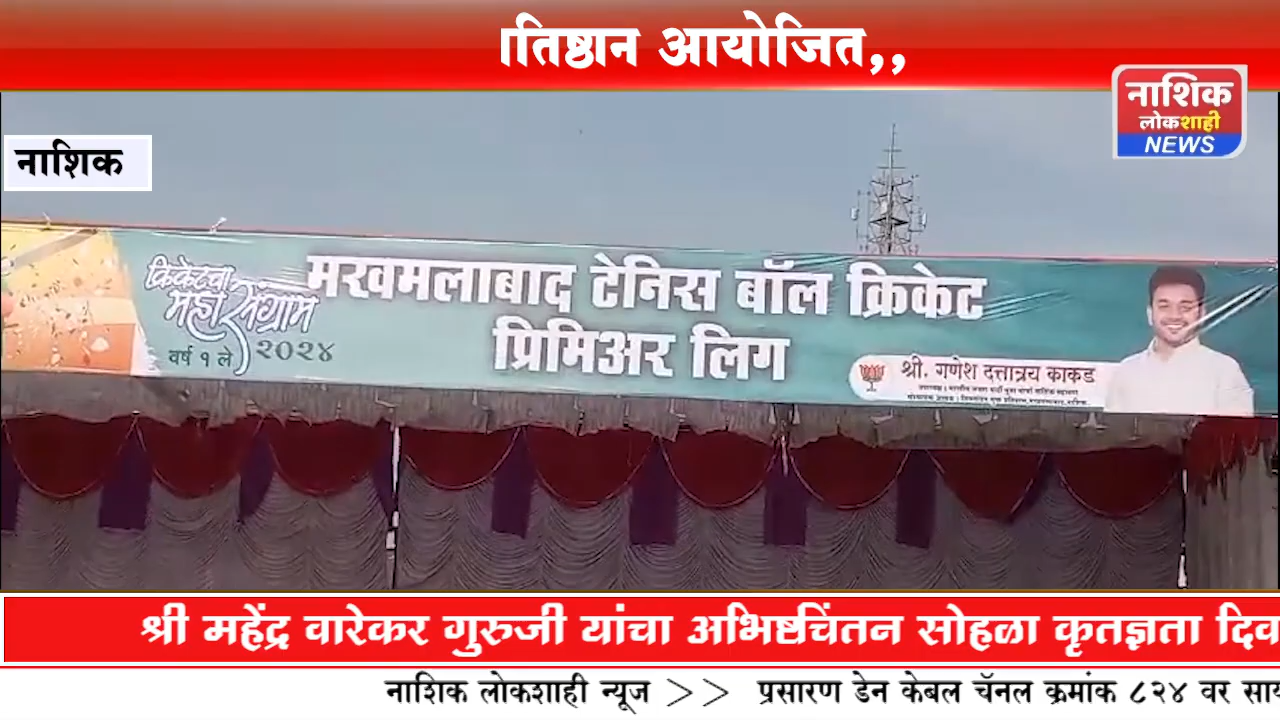 ातिष्ठान आयोजित,,
नाशिक
लोकशाही
NEWS
नाशिक
क्रिकेटचा
महासंग्राम
वर्ष १ ले २०२४
मखमलाबाद टेनिस बॉल क्रिकेट
प्रिमिअर लिग
श्री. गणेश दत्तात्रय काकड
श्री महेंद्र वारेकर गुरुजी यांचा अभिष्टचिंतन सोहळा कृतज्ञता दिव
नाशिक लोकशाही न्यूज >> प्रसारण डेन केबल चॅनल क्रमांक ८२४ वर साय